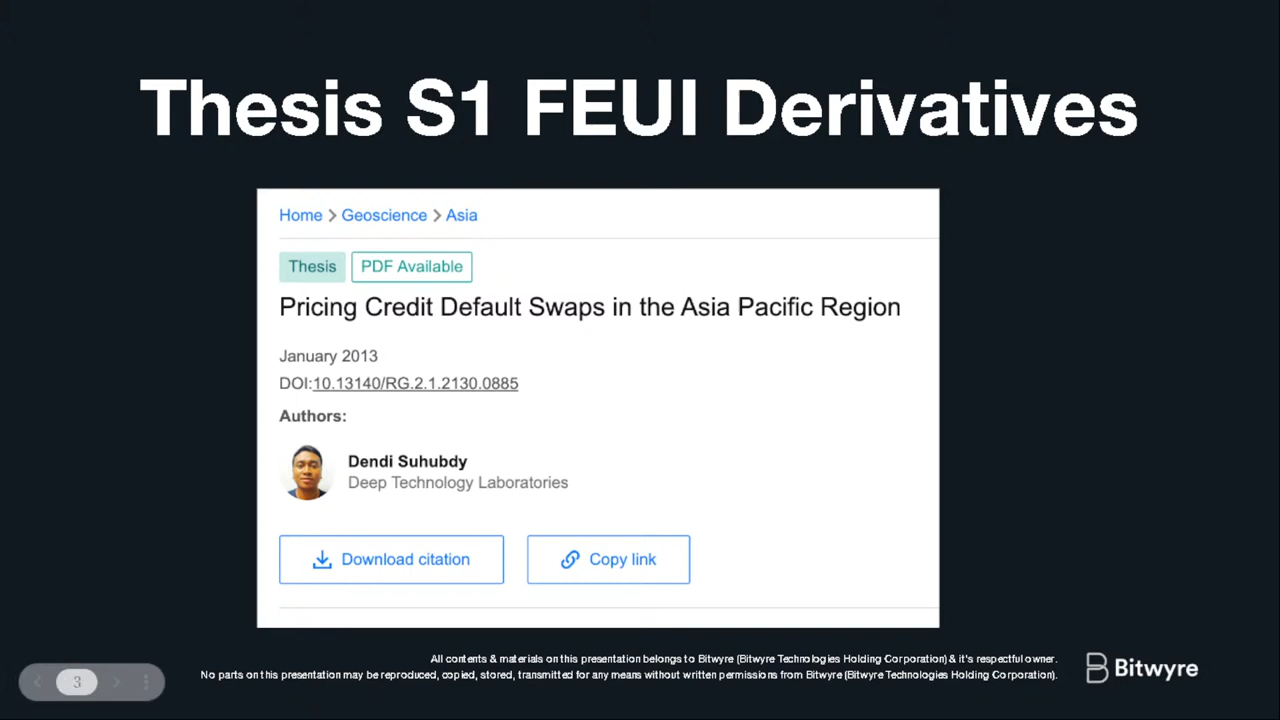 Thesis S1 FEUI Derivatives
Home > Geoscience > Asia
Thesis PDF Available
Pricing Credit Default Swaps in the Asia Pacific Region
January 2013
DOI:10.13140/RG.2.1.2130.0885
Authors:
Dendi Suhubdy
Deep Technology Laboratories
Download citation Copy link
All contents & materials on this presentation belongs to Bitwyre (Bitwyre Technologies Holding Corporation) & it's respectful owner.
No parts on this presentation may be reproduced, copied, stored, transmitted for any means without written permissions from Bitwyre (Bitwyre Technologies Holding Corporation).
Bitwyre
3